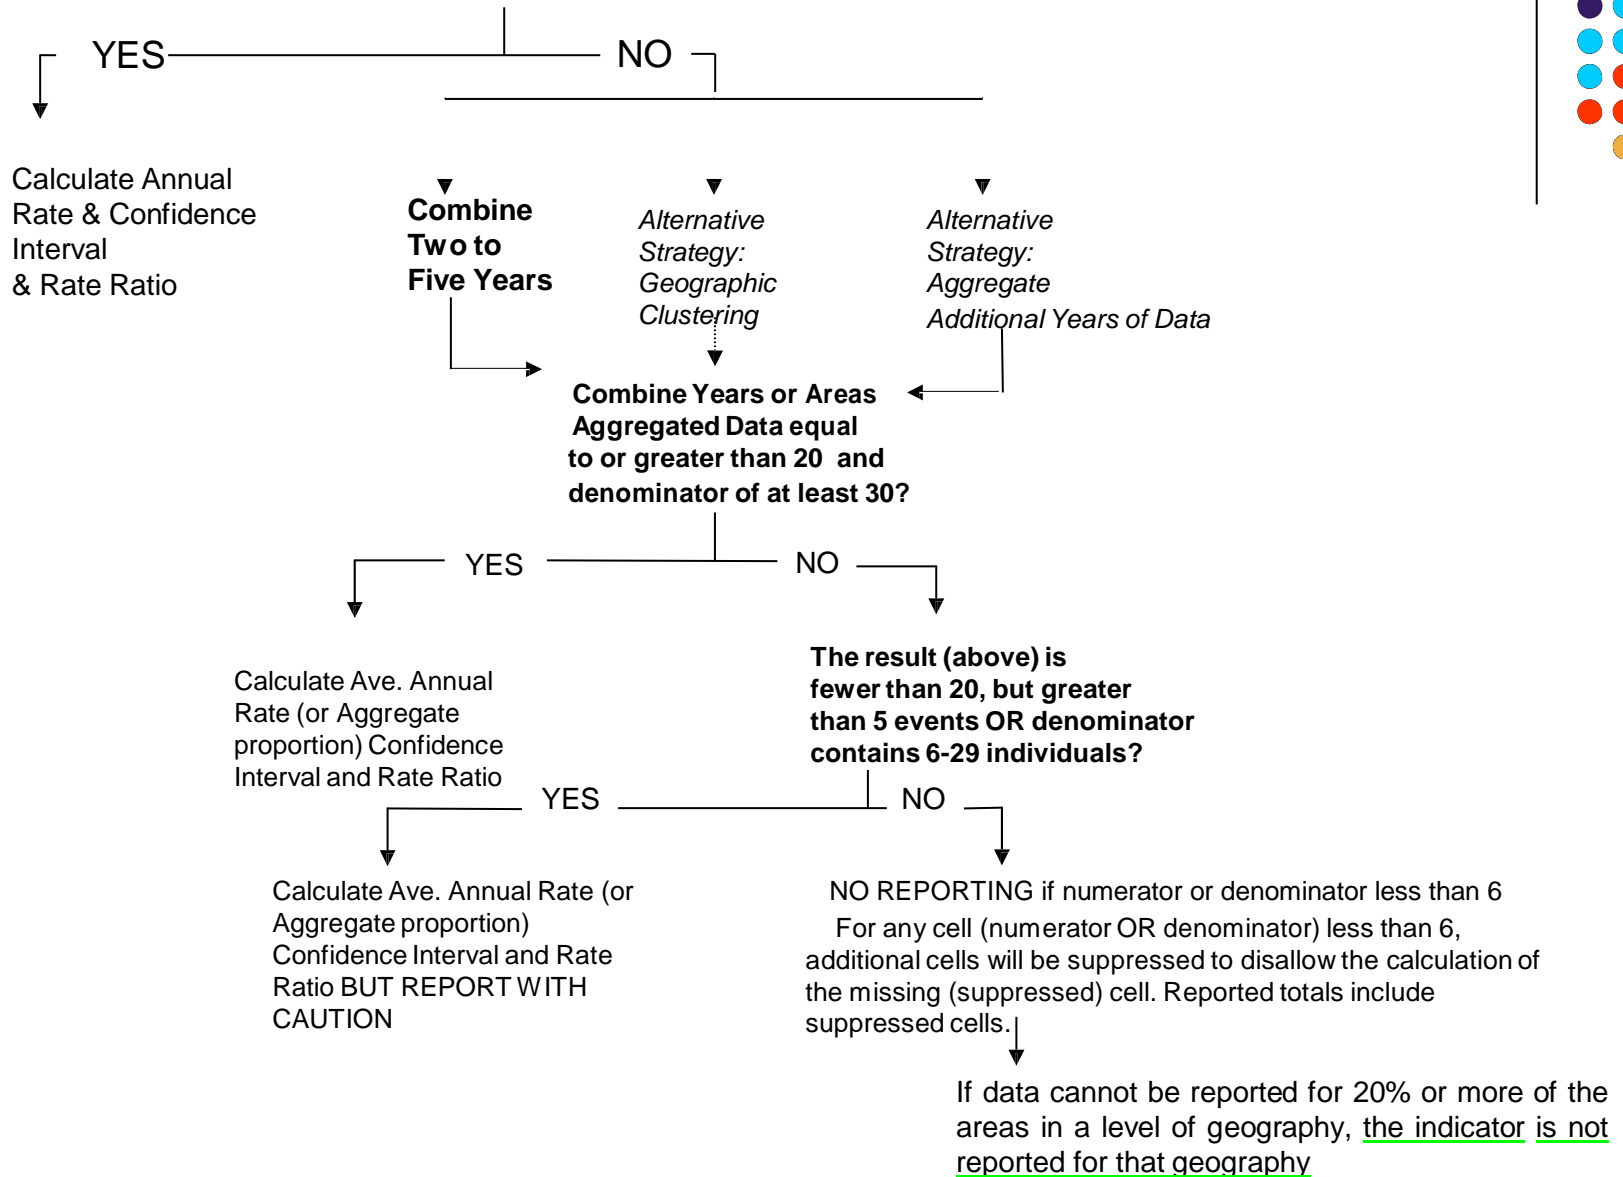 YES
NO
Calculate Annual
Rate & Confidence
Interval
& Rate Ratio
Combine
Two to
Five Years
Alternative
Strategy:
Geographic
Clustering
Alternative
Strategy:
Aggregate
Additional Years of Data
Combine Years or Areas
Aggregated Data equal
to or greater than 20 and
denominator of at least 30?
YES
NO
Calculate Ave. Annual
Rate (or Aggregate
proportion) Confidence
Interval and Rate Ratio
The result (above) is
fewer than 20, but greater
than 5 events OR denominator
contains 6-29 individuals?
YES
NO
Calculate Ave. Annual Rate (or
Aggregate proportion)
Confidence Interval and Rate
Ratio BUT REPORT WITH
CAUTION
NO REPORTING if numerator or denominator less than 6
For any cell (numerator OR denominator) less than 6,
additional cells will be suppressed to disallow the calculation of
the missing (suppressed) cell. Reported totals include
suppressed cells.
If data cannot be reported for 20% or more of the
areas in a level of geography, the indicator is not
reported for that geography